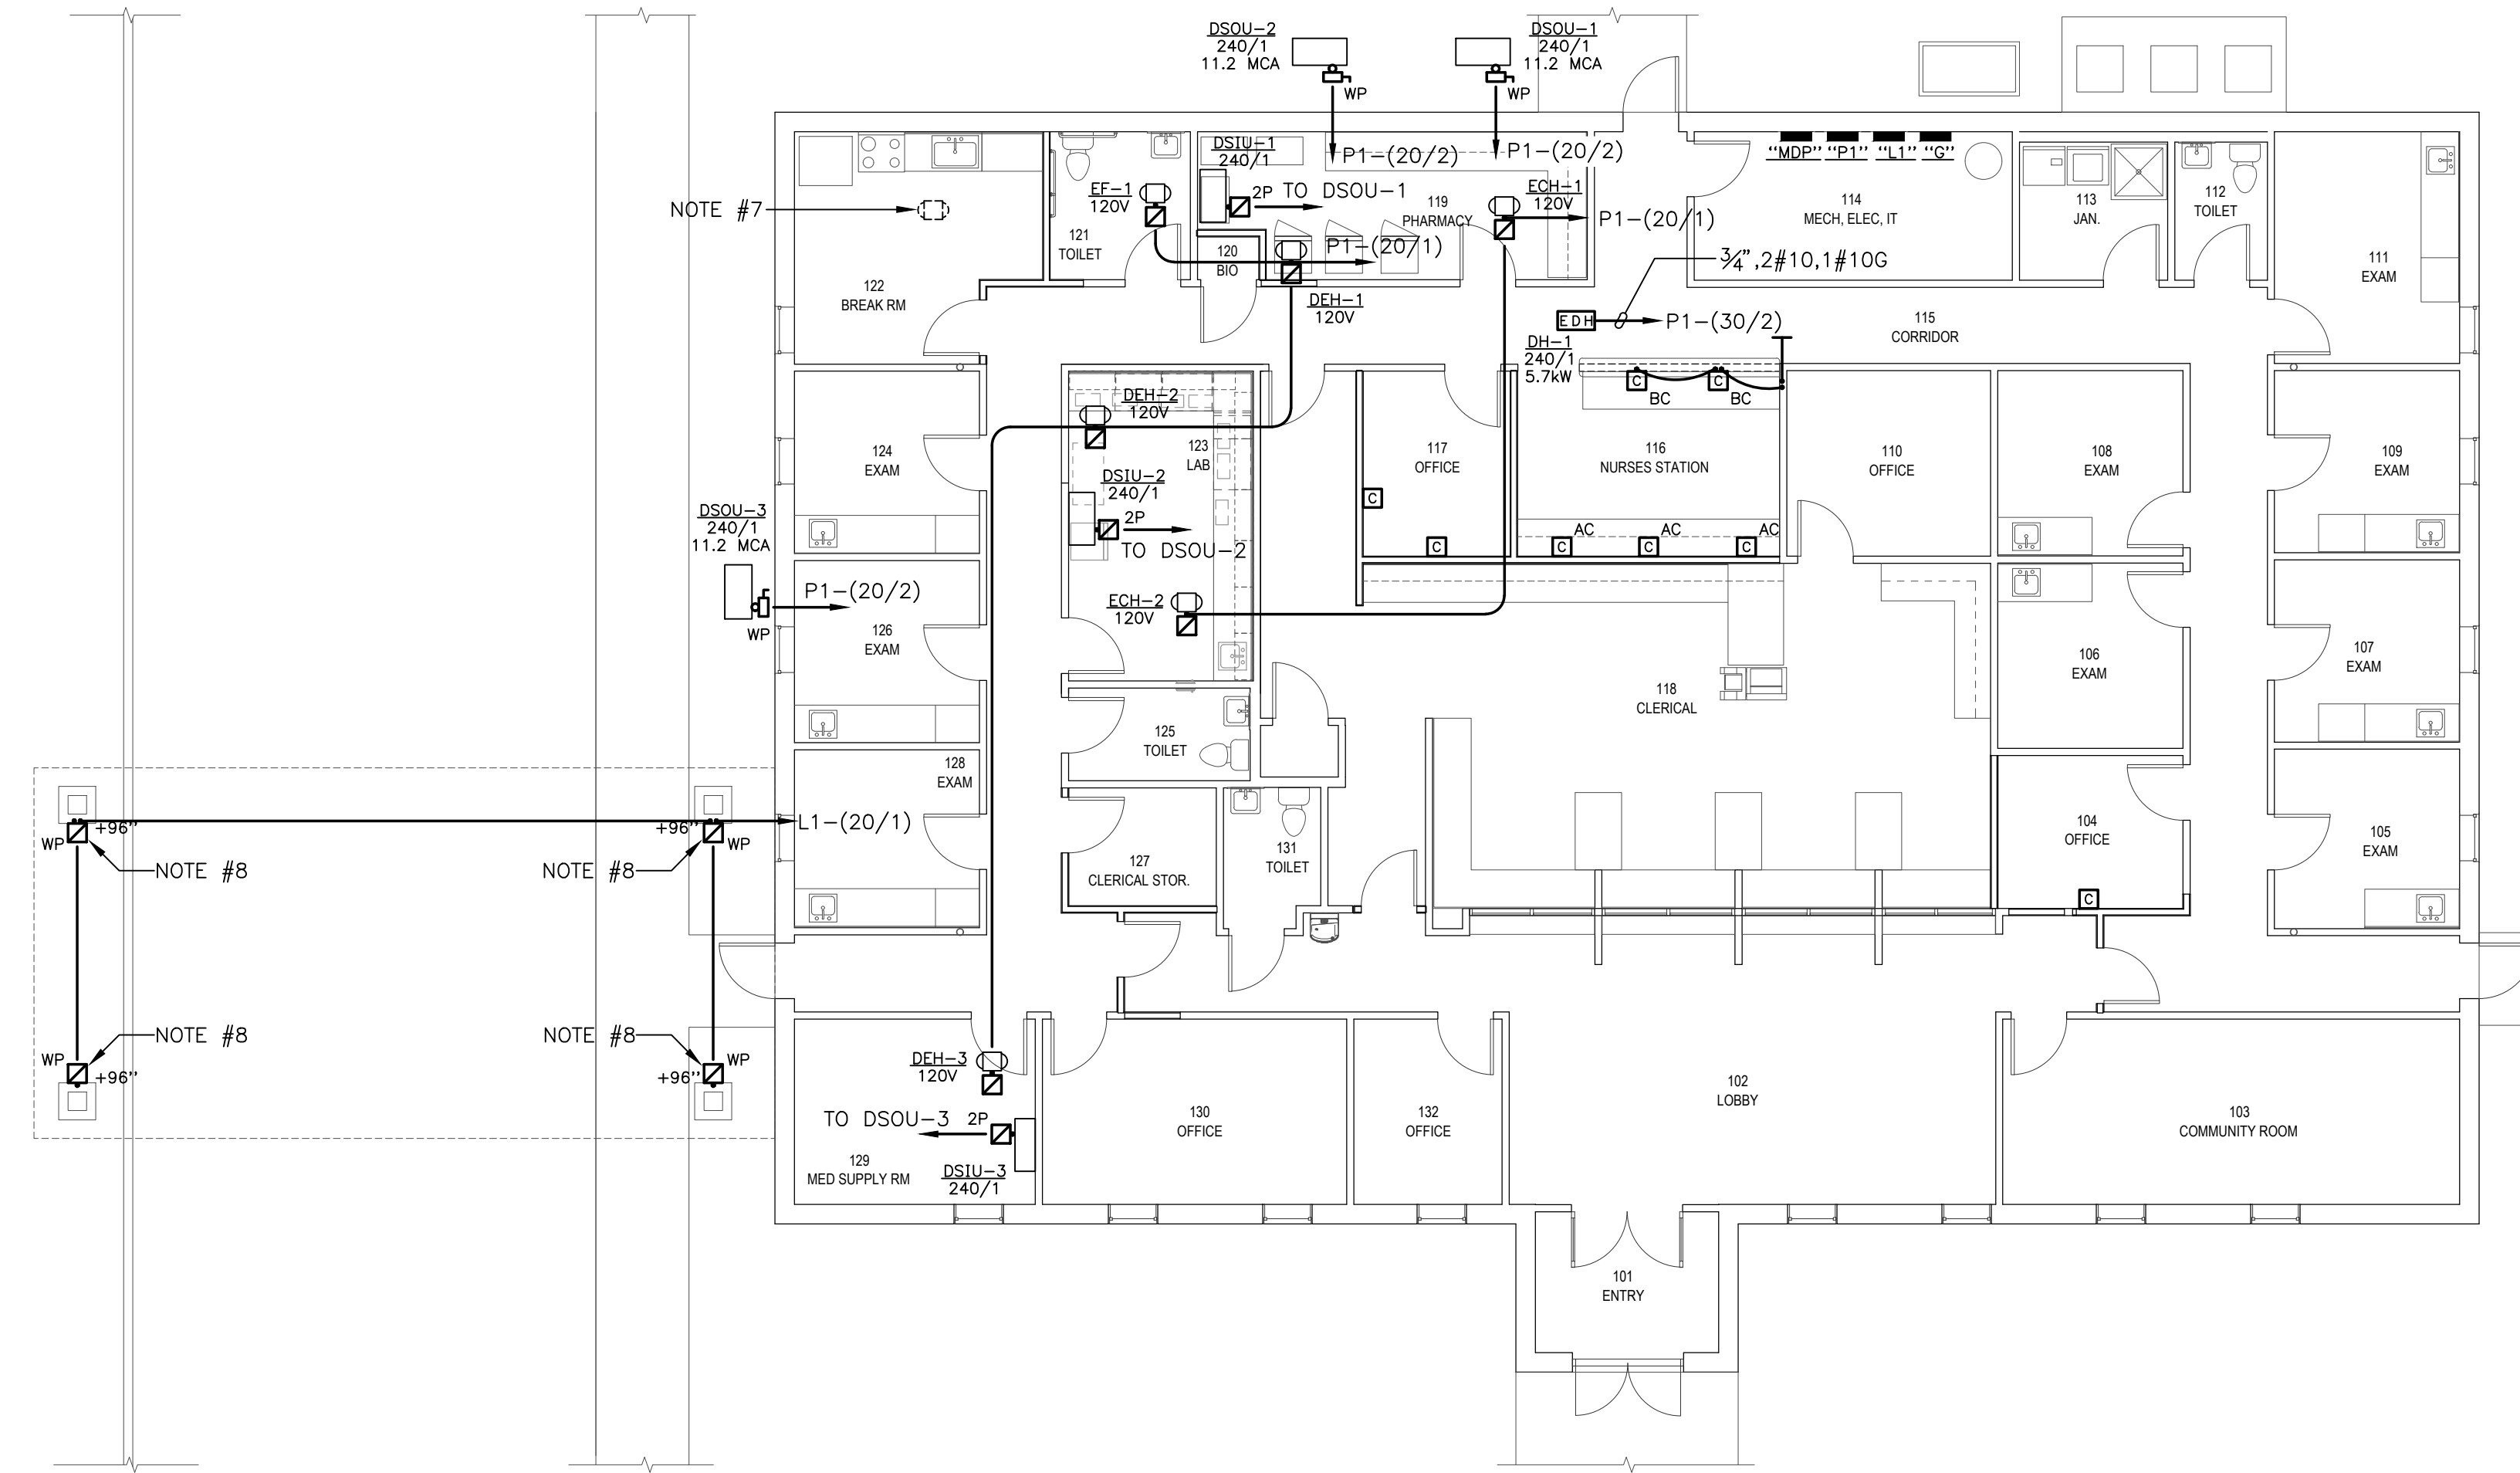 DSOU-2
240/1
11.2 MCA
WP
DSOU-1
240/1
11.2 MCA
WP
P1-(20/2)
P1-(20/2)
DSIU-1
240/1
2P TO DSOU-1
EF-1
120V
NOTE #7
121
TOILET
120
BIO
119
PHARMACY
P1-(20/1)
ECH-1
120V
P1-(20/1)
DEH-1
120V
“MDP” “P1” “L1” “G”
114
MECH, ELEC, IT
113
JAN.
112
TOILET
111
EXAM
3/4”,2#10,1#10G
122
BREAK RM
EDH
P1-(30/2)
DH-1
240/1
5.7kW
115
CORRIDOR
C
BC
C
BC
DEH-2
120V
123
LAB
124
EXAM
117
OFFICE
116
NURSES STATION
110
OFFICE
108
EXAM
109
EXAM
DSIU-2
240/1
2P
TO DSOU-2
C
C
AC
C
AC
C
AC
C
DSOU-3
240/1
11.2 MCA
WP
P1-(20/2)
126
EXAM
ECH-2
120V
106
EXAM
107
EXAM
118
CLERICAL
125
TOILET
128
EXAM
L1-(20/1)
+96”
WP
NOTE #8
+96”
WP
NOTE #8
127
CLERICAL STOR.
131
TOILET
104
OFFICE
C
105
EXAM
NOTE #8
WP
+96”
NOTE #8
WP
+96”
DEH-3
120V
TO DSOU-3 2P
129
MED SUPPLY RM
DSIU-3
240/1
130
OFFICE
132
OFFICE
102
LOBBY
103
COMMUNITY ROOM
101
ENTRY